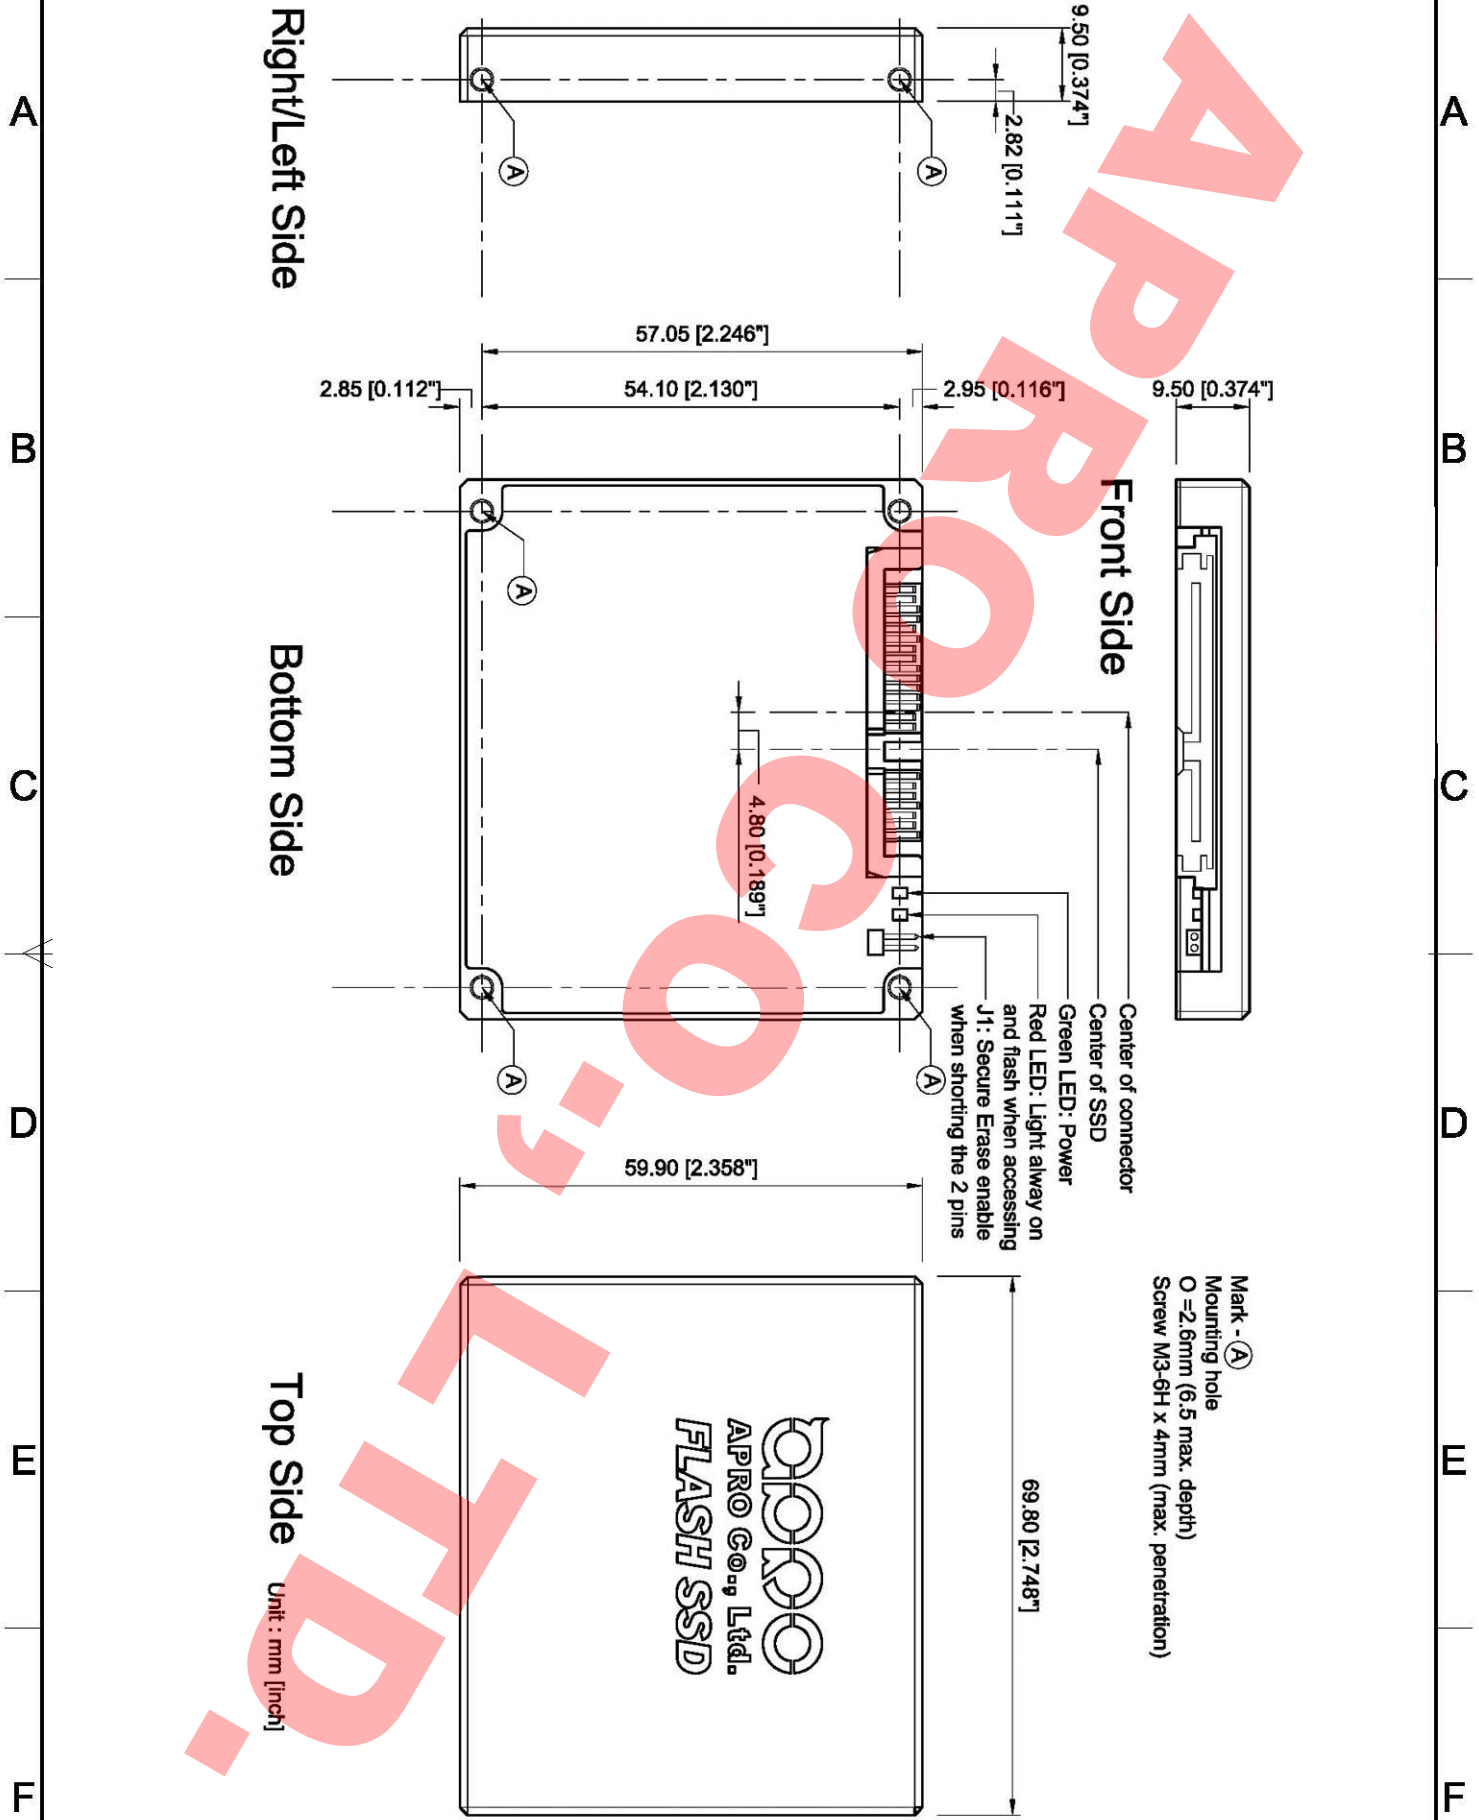 A
B
C
D
E
F
A
B
C
D
E
F
9.50 [0.374"]
2.82 [0.111"]
A
A
Right/Left Side
57.05 [2.246"]
2.85 [0.112"]
54.10 [2.130"]
2.95 [0.116"]
9.50 [0.374"]
Front Side
A
A
A
4.80 [0.189"]
Center of connector
Center of SSD
Green LED: Power
Red LED: Light alway on
and flash when accessing
J1: Secure Erase enable
when shorting the 2 pins
Bottom Side
59.90 [2.358"]
69.80 [2.748"]
Mark - A
Mounting hole
O =2.6mm (6.5 max. depth)
Screw M3-6H x 4mm (max. penetration)
apro
APRO Co., Ltd.
FLASH SSD
Top Side
Unit : mm [inch]
APRO CO., LTD.